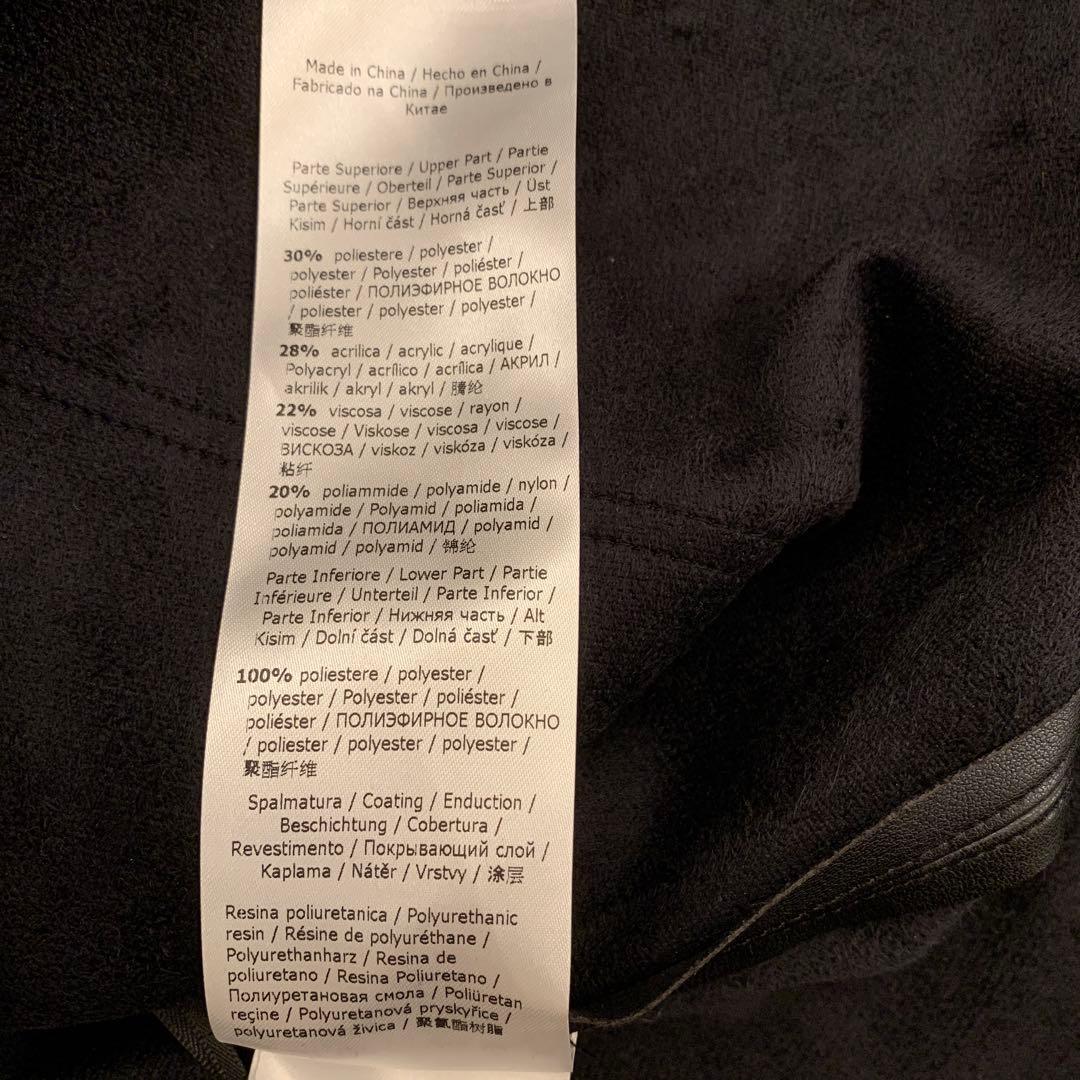 Made in China / Hecho en China /
Fabricado na China / Произведено в
Китае
Parte Superiore / Upper Part / Partie
Supérieure / Oberteil / Parte Superior /
Parte Superior / Верхняя часть / Üst
Kisim / Horní část / Horná časť / 上部
30% poliestere / polyester /
polyester / Polyester / poliéster /
poliéster / ПОЛИЭФИРНОЕ ВОЛОКНО
/ poliester / polyester / polyester /
聚酯纤维
28% acrilica / acrylic / acrylique /
Polyacryl / acrílico / acrílica / АКРИЛ /
akrilik / akryl / akryl / 腈纶
22% viscosa / viscose / rayon /
viscose / Viskose / viscosa / viscose /
ВИСКОЗА / viskoz / viskóza / viskóza /
粘纤
20% poliammide / polyamide / nylon /
polyamide / Polyamid / poliamida /
poliamida / ПОЛИАМИД / polyamid /
polyamid / polyamid / 锦纶
Parte Inferiore / Lower Part / Partie
Inférieure / Unterteil / Parte Inferior /
Parte Inferior / Нижняя часть / Alt
Kisim / Dolní část / Dolná časť / 下部
100% poliestere / polyester /
polyester / Polyester / poliéster /
poliéster / ПОЛИЭФИРНОЕ ВОЛОКНО
/ poliester / polyester / polyester /
聚酯纤维
Spalmatura / Coating / Enduction /
Beschichtung / Cobertura /
Revestimento / Покрывающий слой /
Kaplama / Nátěr / Vrstvy / 涂层
Resina poliuretanica / Polyurethanic
resin / Résine de polyuréthane /
Polyurethanharz / Resina de
poliuretano / Resina Poliuretano /
Полиуретановая смола / Poliüretan
reçine / Polyuretanová pryskyřice /
polyuretanová živica / 聚氰酯树脂